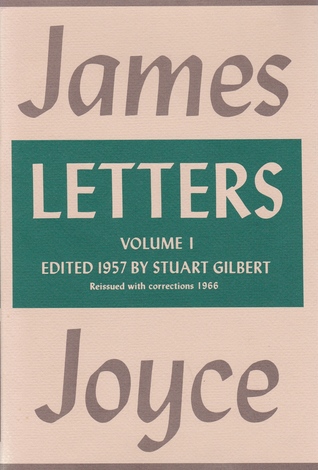 James
LETTERS
VOLUME I
EDITED 1957 BY STUART GILBERT
Reissued with corrections 1966
Joyce